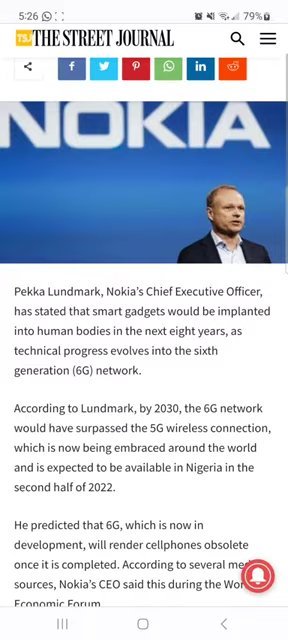 5:26 79%
TSJ THE STREET JOURNAL
NOKIA
Pekka Lundmark, Nokia's Chief Executive Officer,
has stated that smart gadgets would be implanted
into human bodies in the next eight years, as
technical progress evolves into the sixth
generation (6G) network.
According to Lundmark, by 2030, the 6G network
would have surpassed the 5G wireless connection,
which is now being embraced around the world
and is expected to be available in Nigeria in the
second half of 2022.
He predicted that 6G, which is now in
development, will render cellphones obsolete
once it is completed. According to several
sources, Nokia's CEO said this during the
Economic Forum